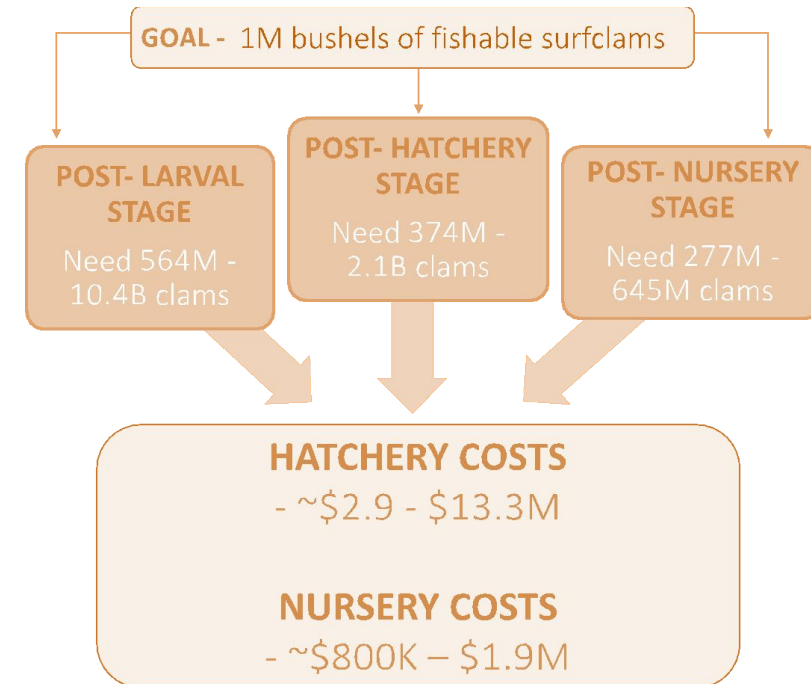 GOAL - 1M bushels of fishable surfclams
POST- LARVAL
STAGE
Need 564M -
10.4B clams
POST- HATCHERY
STAGE
Need 374M -
2.1B clams
POST- NURSERY
STAGE
Need 277M -
645M clams
HATCHERY COSTS
- ~$2.9 - $13.3M
NURSERY COSTS
- ~$800K – $1.9M